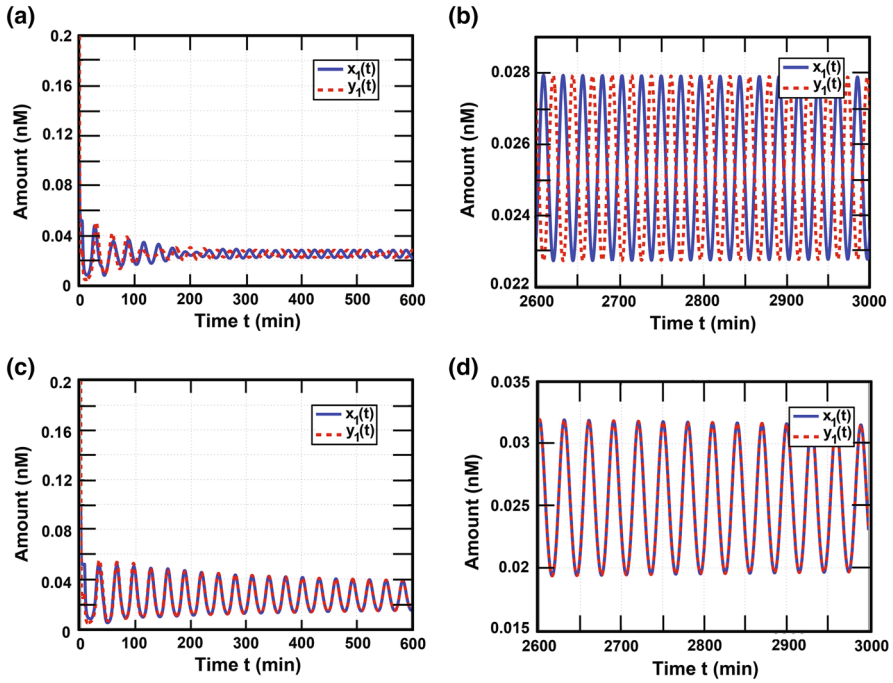 (a)
0.2
0.16
0.12
0.08
0.04
0
Amount (nM)
x1(t)
y1(t)
0 100 200 300 400 500 600
Time t (min)
(b)
0.028
0.026
0.024
0.022
Amount (nM)
x1(t)
y1(t)
2600 2700 2800 2900 3000
Time t (min)
(c)
0.2
0.16
0.12
0.08
0.04
0
Amount (nM)
x1(t)
y1(t)
0 100 200 300 400 500 600
Time t (min)
(d)
0.035
0.03
0.025
0.02
0.015
Amount (nM)
x1(t)
y1(t)
2600 2700 2800 2900 3000
Time t (min)